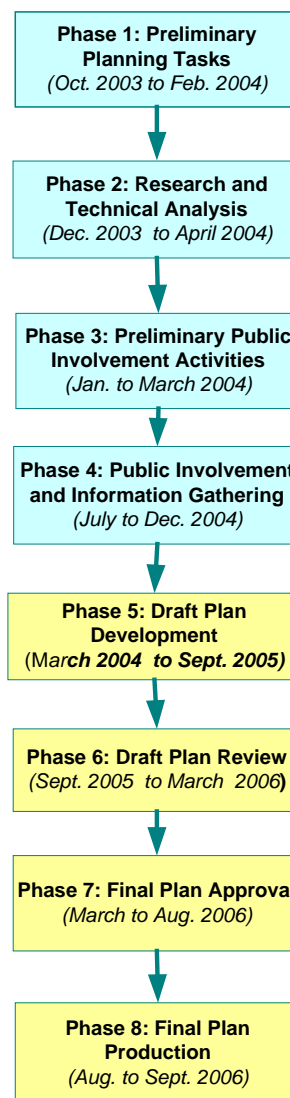 Phase 1: Preliminary
Planning Tasks
(Oct. 2003 to Feb. 2004)
Phase 2: Research and
Technical Analysis
(Dec. 2003 to April 2004)
Phase 3: Preliminary Public
Involvement Activities
(Jan. to March 2004)
Phase 4: Public Involvement
and Information Gathering
(July to Dec. 2004)
Phase 5: Draft Plan
Development
(March 2004 to Sept. 2005)
Phase 6: Draft Plan Review
(Sept. 2005 to March 2006)
Phase 7: Final Plan Approval
(March to Aug. 2006)
Phase 8: Final Plan
Production
(Aug. to Sept. 2006)